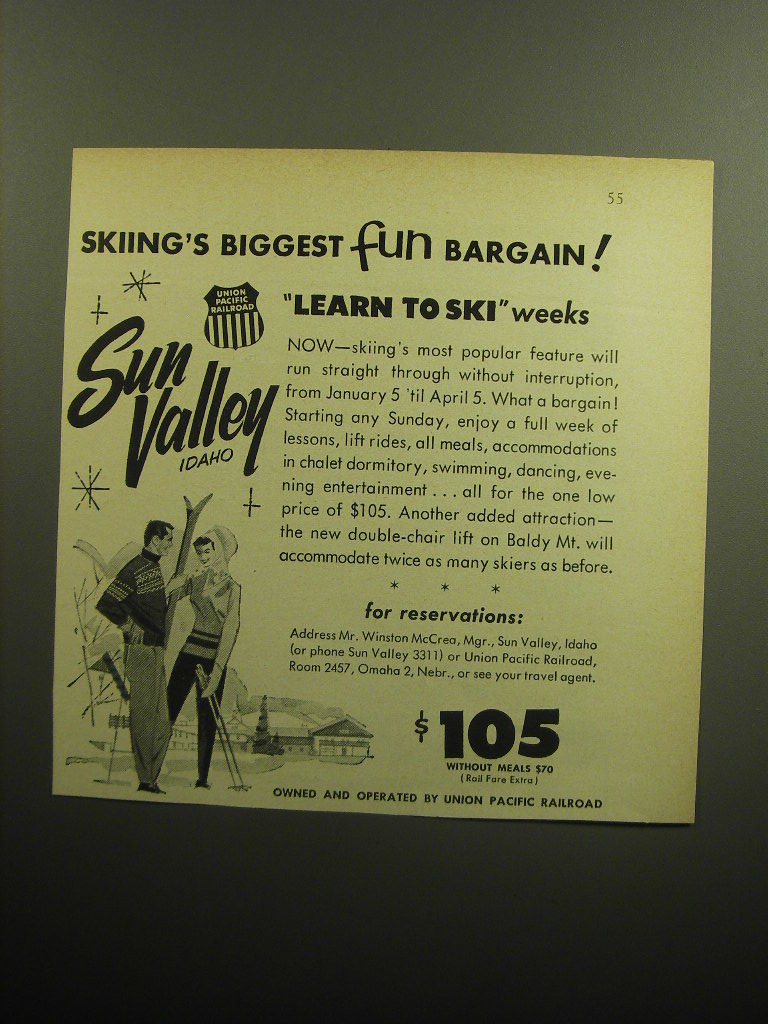 55
SKIING'S BIGGEST fun BARGAIN!
UNION
PACIFIC
RAILROAD
Sun
Valley
IDAHO
"LEARN TO SKI" weeks
NOW—skiing's most popular feature will
run straight through without interruption,
from January 5 'til April 5. What a bargain!
Starting any Sunday, enjoy a full week of
lessons, lift rides, all meals, accommodations
in chalet dormitory, swimming, dancing, eve-
ning entertainment . . . all for the one low
price of $105. Another added attraction—
the new double-chair lift on Baldy Mt. will
accommodate twice as many skiers as before.
* * *
for reservations:
Address Mr. Winston McCrea, Mgr., Sun Valley, Idaho
(or phone Sun Valley 3311) or Union Pacific Railroad,
Room 2457, Omaha 2, Nebr., or see your travel agent.
$105
WITHOUT MEALS $70
(Rail Fare Extra)
OWNED AND OPERATED BY UNION PACIFIC RAILROAD